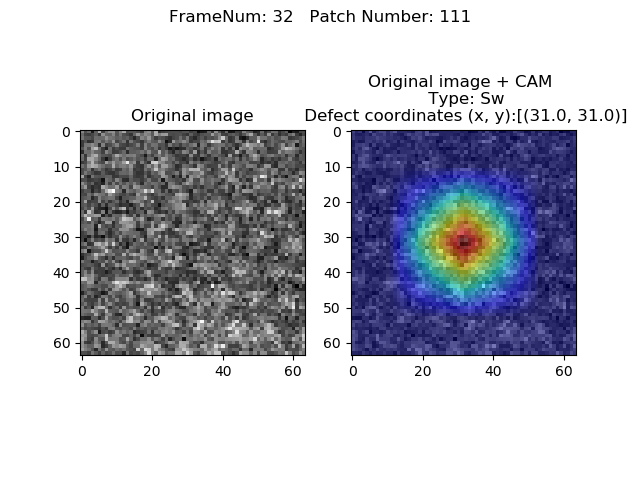 FrameNum: 32   Patch Number: 111
Original image
Original image + CAM
Type: Sw
Defect coordinates (x, y):[(31.0, 31.0)]
0
10
20
30
40
50
60
0 20 40 60
0
10
20
30
40
50
60
0 20 40 60